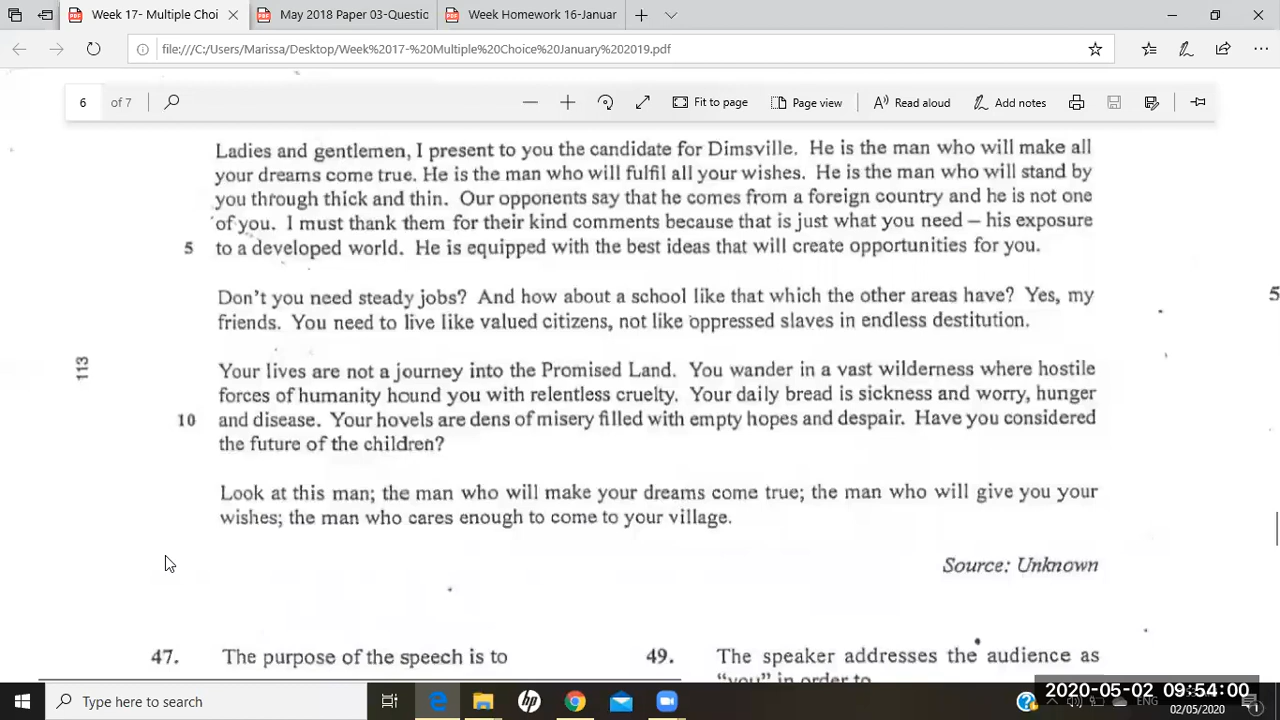 Week 17- Multiple Choi
May 2018 Paper 03-Questio
Week Homework 16-Januar
file:///C:/Users/Marissa/Desktop/Week%2017-%20Multiple%20Choice%20January%202019.pdf
6 of 7
Fit to page
Page view
Read aloud
Add notes
Ladies and gentlemen, I present to you the candidate for Dimsville. He is the man who will make all
your dreams come true. He is the man who will fulfil all your wishes. He is the man who will stand by
you through thick and thin. Our opponents say that he comes from a foreign country and he is not one
of you. I must thank them for their kind comments because that is just what you need – his exposure
5 to a developed world. He is equipped with the best ideas that will create opportunities for you.
Don't you need steady jobs? And how about a school like that which the other areas have? Yes, my
friends. You need to live like valued citizens, not like oppressed slaves in endless destitution.
5
113
Your lives are not a journey into the Promised Land. You wander in a vast wilderness where hostile
forces of humanity hound you with relentless cruelty. Your daily bread is sickness and worry, hunger
10 and disease. Your hovels are dens of misery filled with empty hopes and despair. Have you considered
the future of the children?
Look at this man; the man who will make your dreams come true; the man who will give you your
wishes; the man who cares enough to come to your village.
Source: Unknown
47. The purpose of the speech is to
49. The speaker addresses the audience as
"you" in order to
Type here to search
ENG
2020-05-02 09:54:00
02/05/2020